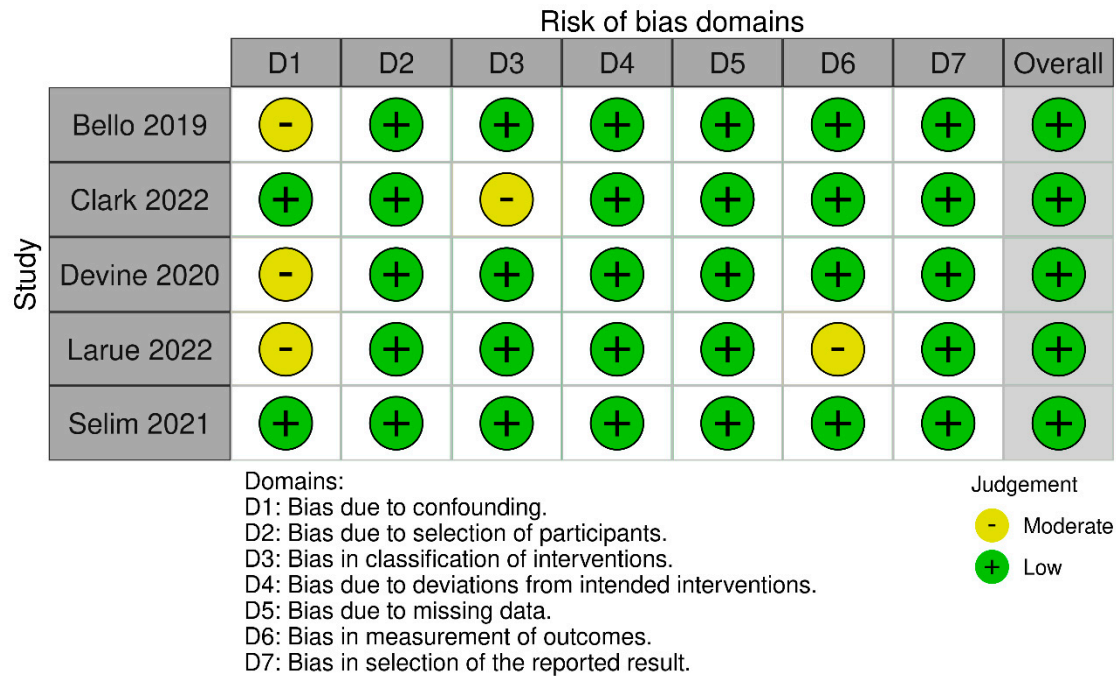 Risk of bias domains
D1 D2 D3 D4 D5 D6 D7 Overall
Study
Bello 2019 - + + + + + + +
Clark 2022 + + - + + + + +
Devine 2020 - + + + + + + +
Larue 2022 - + + + + - + +
Selim 2021 + + + + + + + +
Domains:
D1: Bias due to confounding.
D2: Bias due to selection of participants.
D3: Bias in classification of interventions.
D4: Bias due to deviations from intended interventions.
D5: Bias due to missing data.
D6: Bias in measurement of outcomes.
D7: Bias in selection of the reported result.
Judgement
- Moderate
+ Low